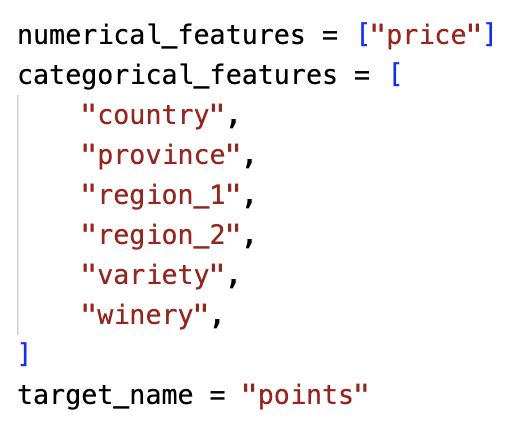 numerical_features = ["price"]
categorical_features = [
    "country",
    "province",
    "region_1",
    "region_2",
    "variety",
    "winery",
]
target_name = "points"